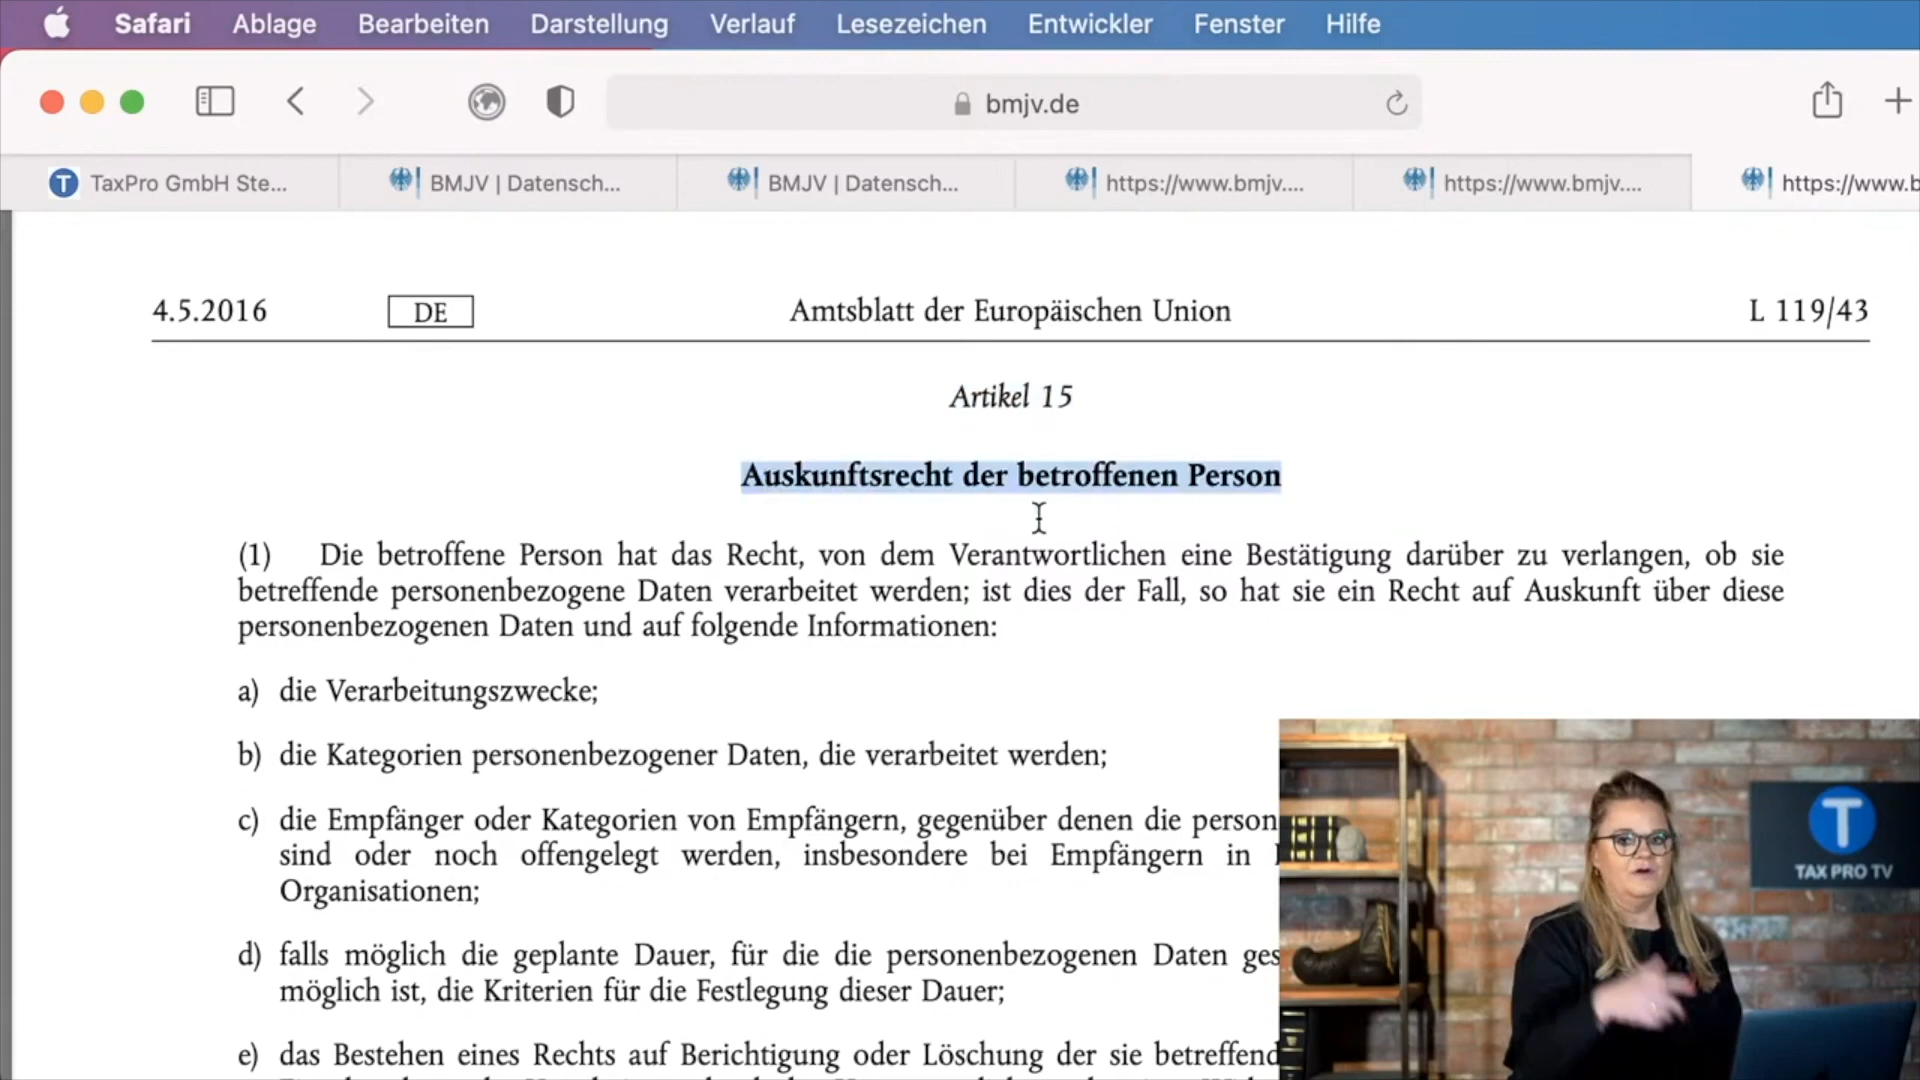 Safari Ablage Bearbeiten Darstellung Verlauf Lesezeichen Entwickler Fenster Hilfe
bmjv.de
TaxPro GmbH Ste... BMJV | Datensch... BMJV | Datensch... https://www.bmjv.... https://www.bmjv.... https://www.b
4.5.2016 DE Amtsblatt der Europäischen Union L 119/43
Artikel 15
Auskunftsrecht der betroffenen Person
(1) Die betroffene Person hat das Recht, von dem Verantwortlichen eine Bestätigung darüber zu verlangen, ob sie
betreffende personenbezogene Daten verarbeitet werden; ist dies der Fall, so hat sie ein Recht auf Auskunft über diese
personenbezogenen Daten und auf folgende Informationen:
a) die Verarbeitungszwecke;
b) die Kategorien personenbezogener Daten, die verarbeitet werden;
c) die Empfänger oder Kategorien von Empfängern, gegenüber denen die person
sind oder noch offengelegt werden, insbesondere bei Empfängern in
Organisationen;
d) falls möglich die geplante Dauer, für die die personenbezogenen Daten ges
möglich ist, die Kriterien für die Festlegung dieser Dauer;
e) das Bestehen eines Rechts auf Berichtigung oder Löschung der sie betreffend
T
TAX PRO TV